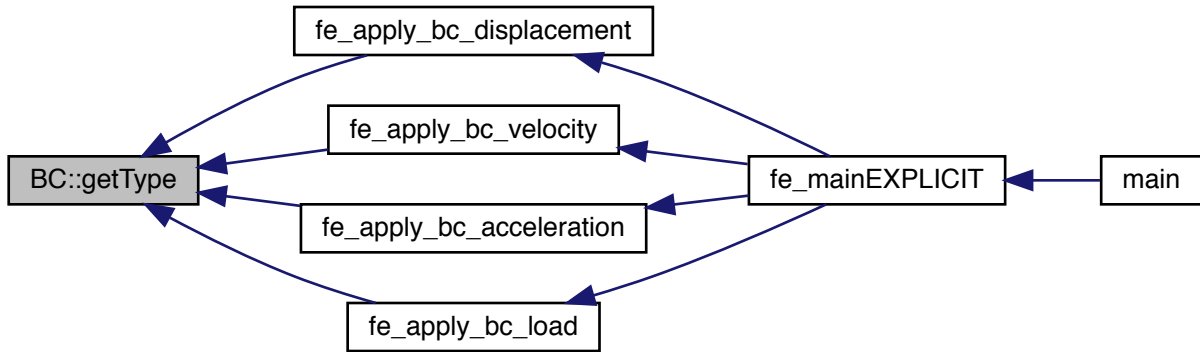 fe_apply_bc_displacement
fe_apply_bc_velocity
BC::getType
fe_mainEXPLICIT
main
fe_apply_bc_acceleration
fe_apply_bc_load